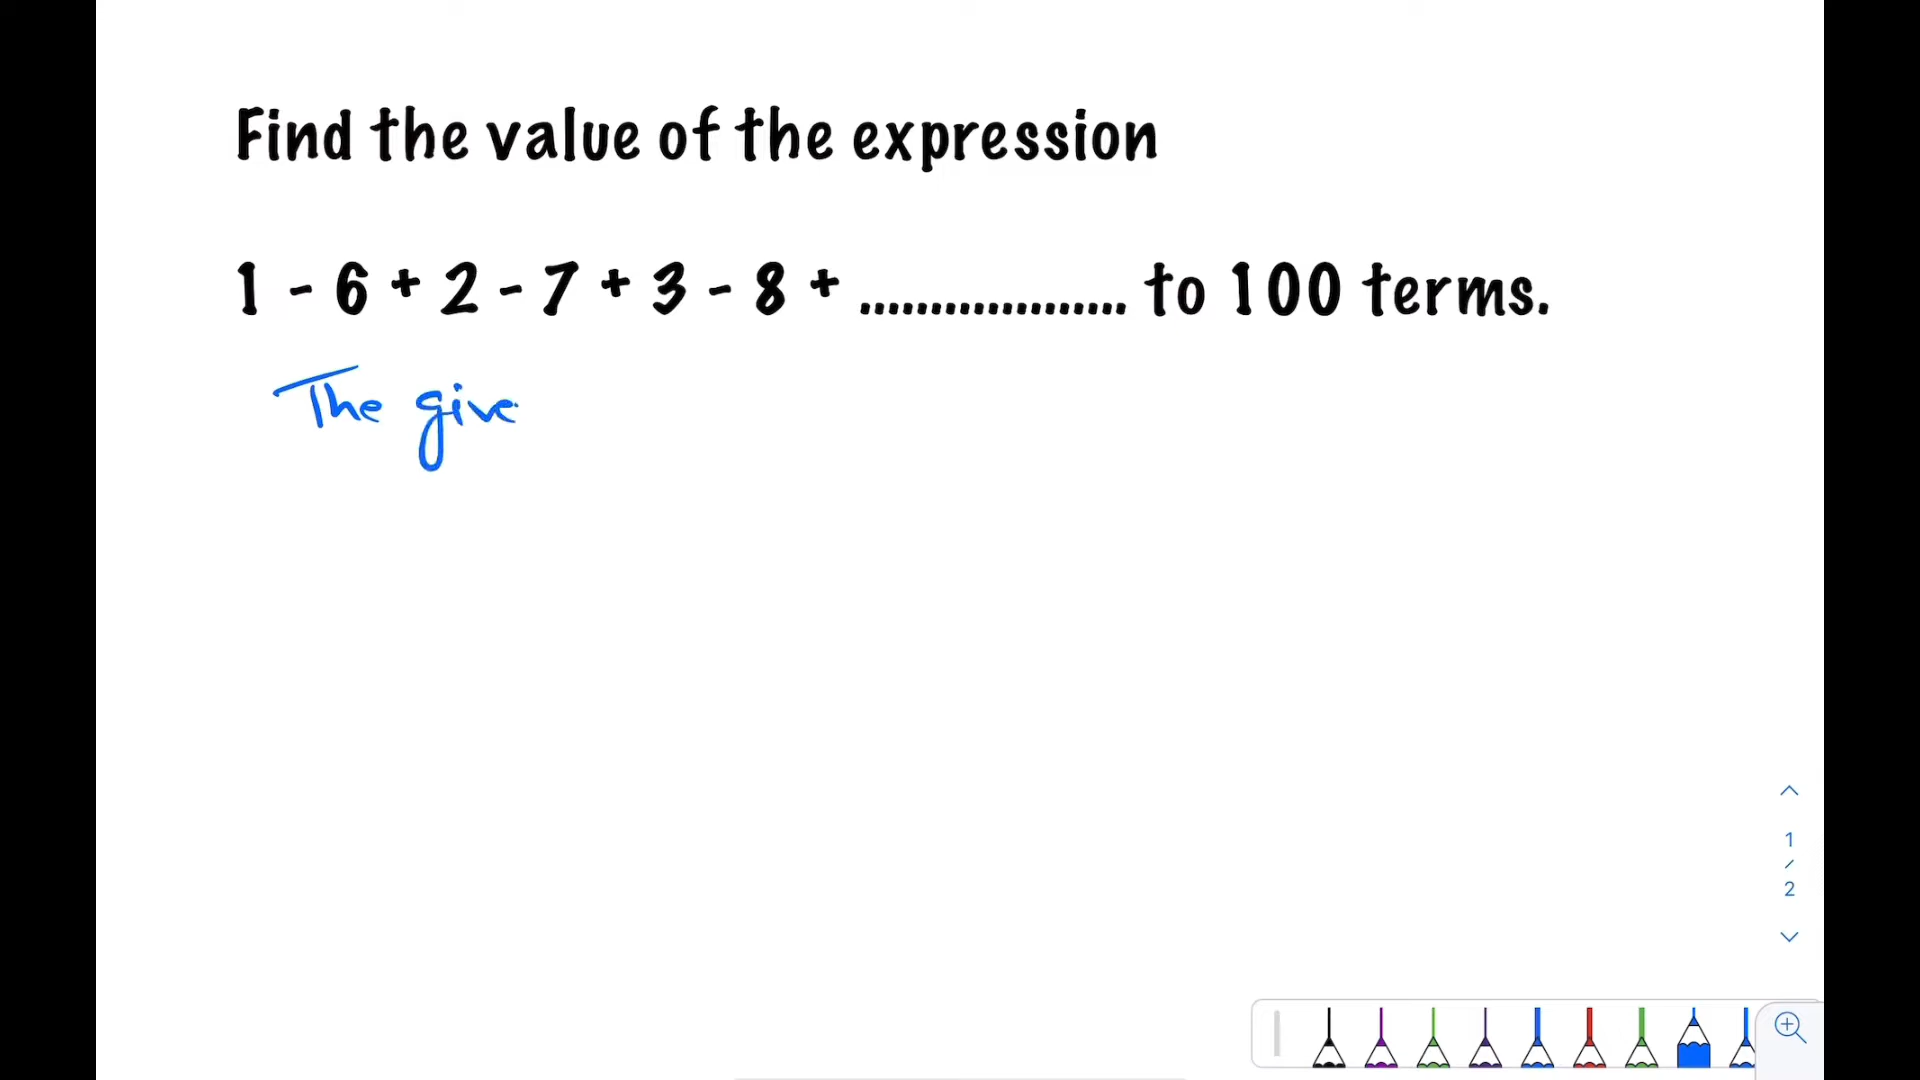 Find the value of the expression
1 - 6 + 2 - 7 + 3 - 8 + ................... to 100 terms.
The give
1
/
2